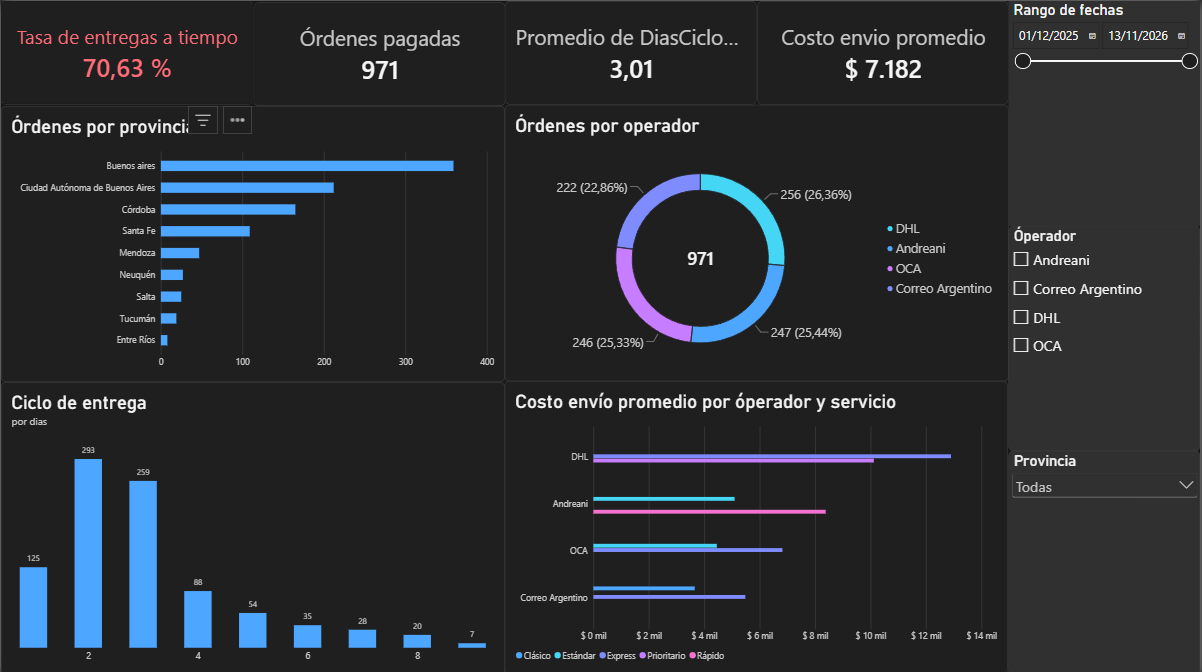 Tasa de entregas a tiempo
70,63 %
Órdenes pagadas
971
Promedio de DiasCiclo...
3,01
Costo envio promedio
$ 7.182
Rango de fechas
01/12/2025
13/11/2026
Órdenes por provincia
Buenos aires
Ciudad Autónoma de Buenos Aires
Córdoba
Santa Fe
Mendoza
Neuquén
Salta
Tucumán
Entre Ríos
0 100 200 300 400
Órdenes por operador
222 (22,86%)
256 (26,36%)
971
246 (25,33%)
247 (25,44%)
DHL
Andreani
OCA
Correo Argentino
Óperador
Andreani
Correo Argentino
DHL
OCA
Ciclo de entrega
por dias
125
293
259
88
54
35
28
20
7
2 4 6 8
Costo envío promedio por óperador y servicio
DHL
Andreani
OCA
Correo Argentino
$ 0 mil $ 2 mil $ 4 mil $ 6 mil $ 8 mil $ 10 mil $ 12 mil $ 14 mil
Clásico Estándar Express Prioritario Rápido
Provincia
Todas